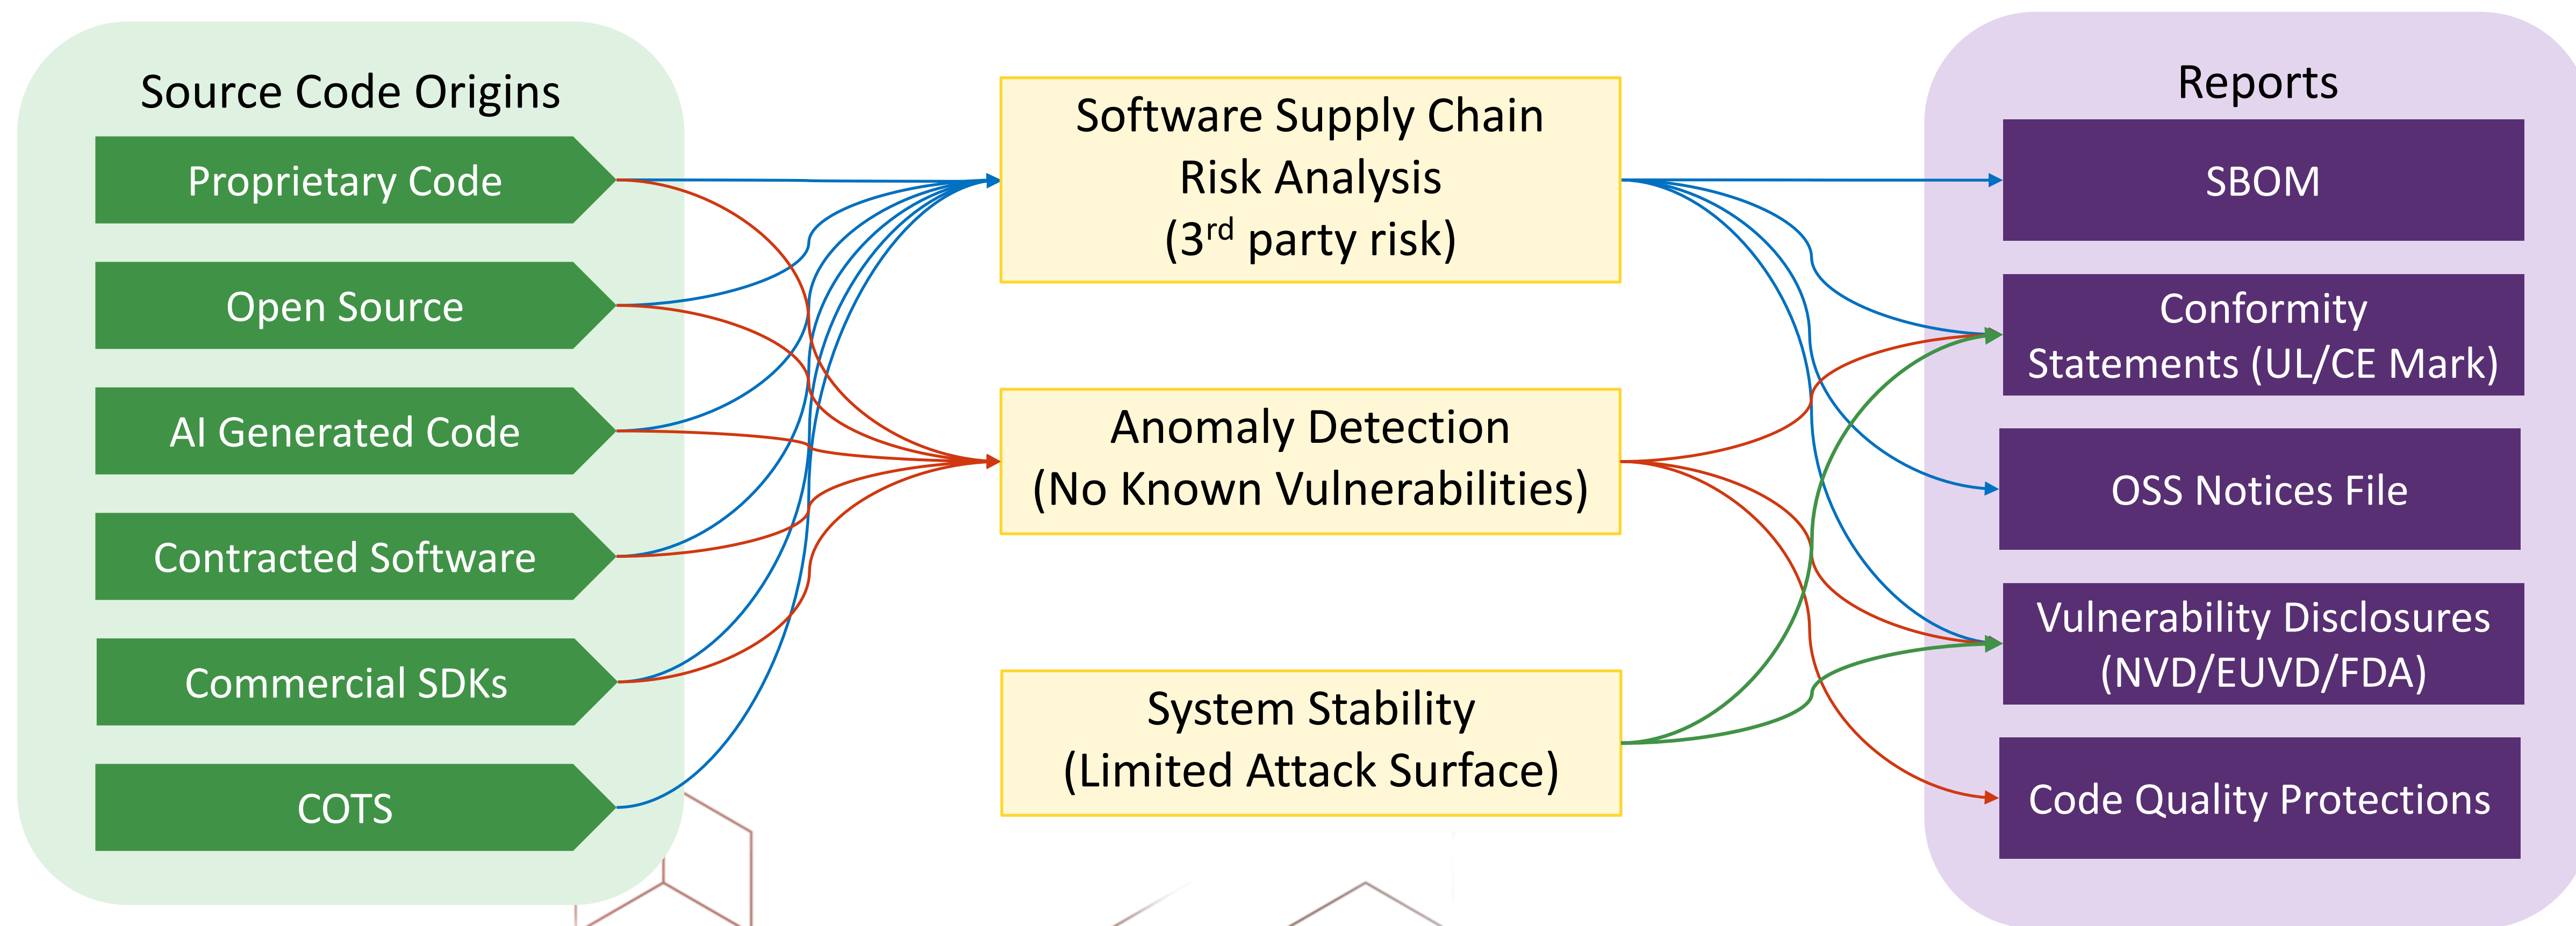 Source Code Origins
Proprietary Code
Open Source
AI Generated Code
Contracted Software
Commercial SDKs
COTS
Software Supply Chain
Risk Analysis
(3rd party risk)
Anomaly Detection
(No Known Vulnerabilities)
System Stability
(Limited Attack Surface)
Reports
SBOM
Conformity
Statements (UL/CE Mark)
OSS Notices File
Vulnerability Disclosures
(NVD/EUVD/FDA)
Code Quality Protections